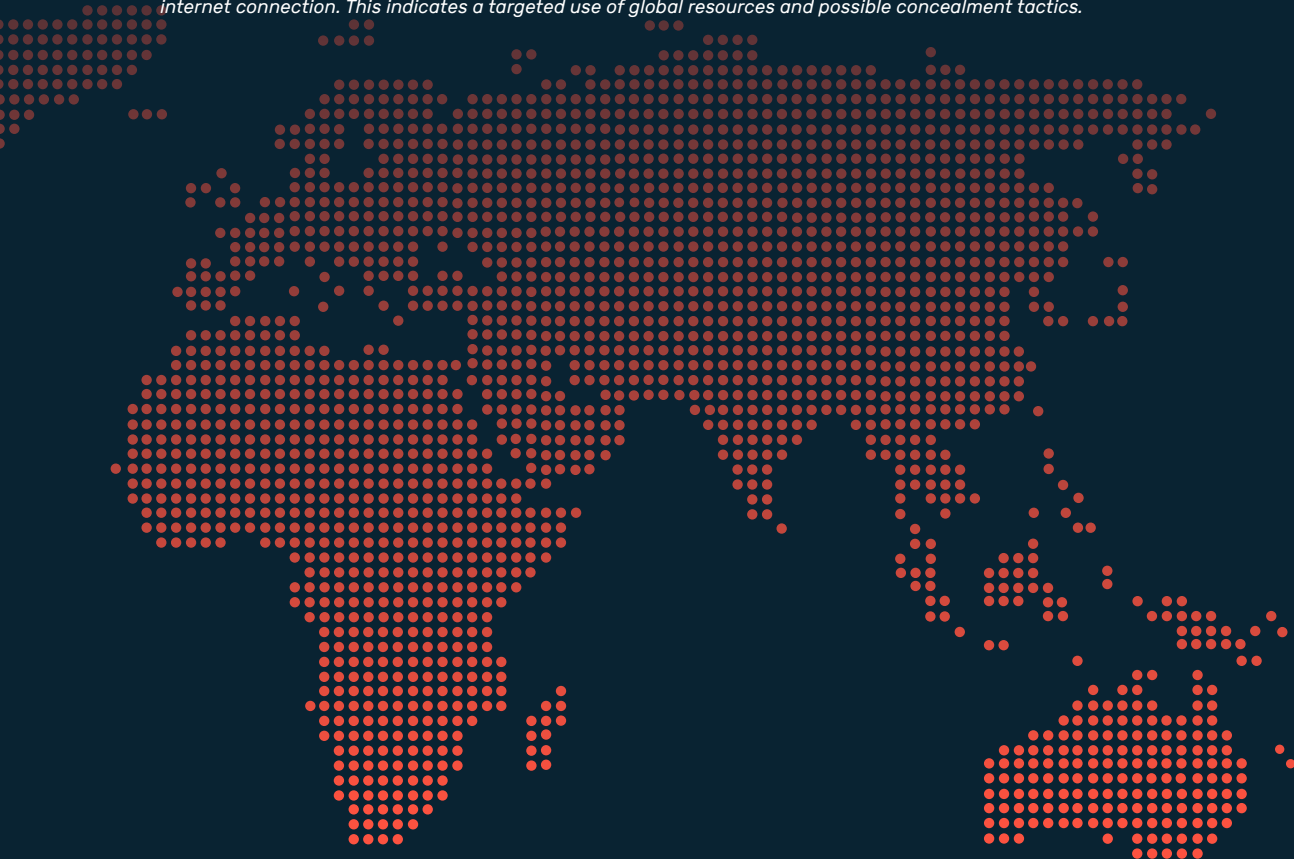 internet connection. This indicates a targeted use of global resources and possible concealment tactics.